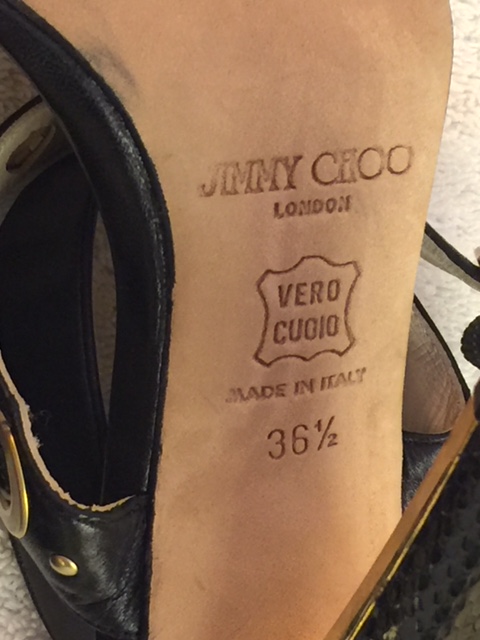 JIMMY CHOO
LONDON
VERO
CUOIO
MADE IN ITALY
36½